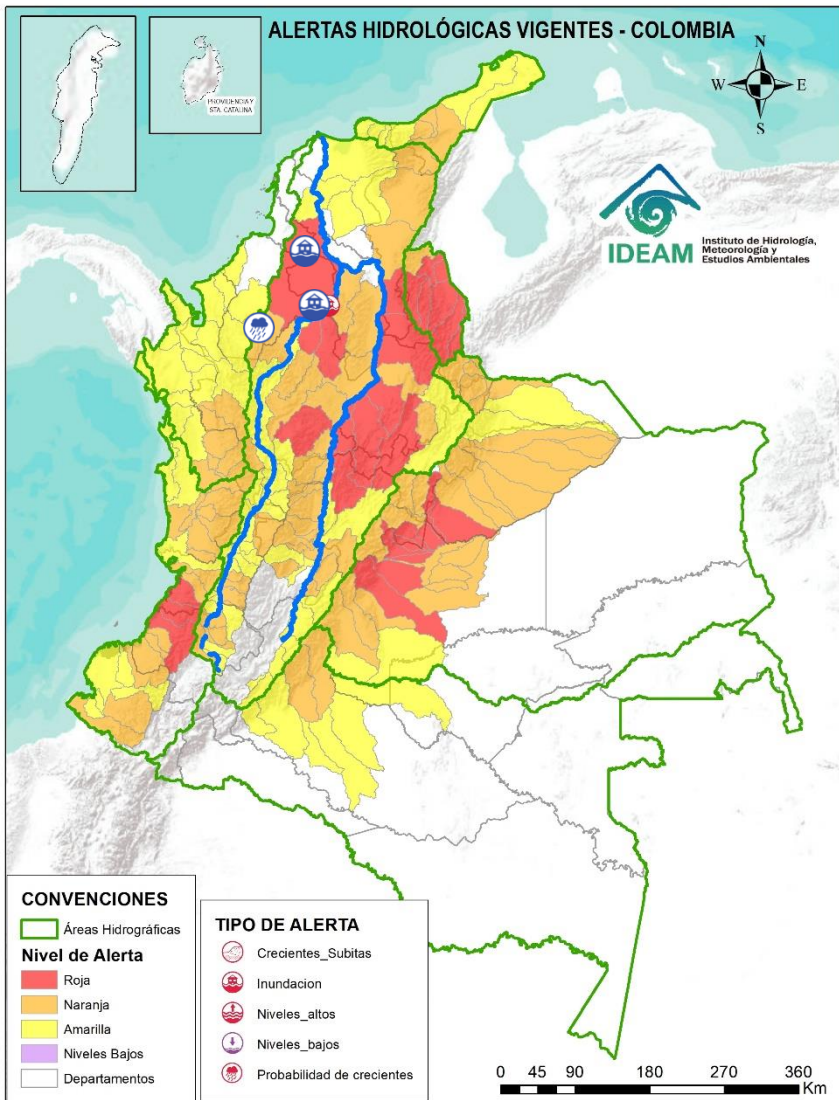 ALERTAS HIDROLÓGICAS VIGENTES - COLOMBIA
PROVIDENCIA Y
STA. CATALINA
N
W
E
S
IDEAM
Instituto de Hidrología,
Meteorología y
Estudios Ambientales
CONVENCIONES
Áreas Hidrográficas
Nivel de Alerta
Roja
Naranja
Amarilla
Niveles Bajos
Departamentos
TIPO DE ALERTA
Crecientes_Subitas
Inundacion
Niveles_altos
Niveles_bajos
Probabilidad de crecientes
0 45 90 180 270 360
Km